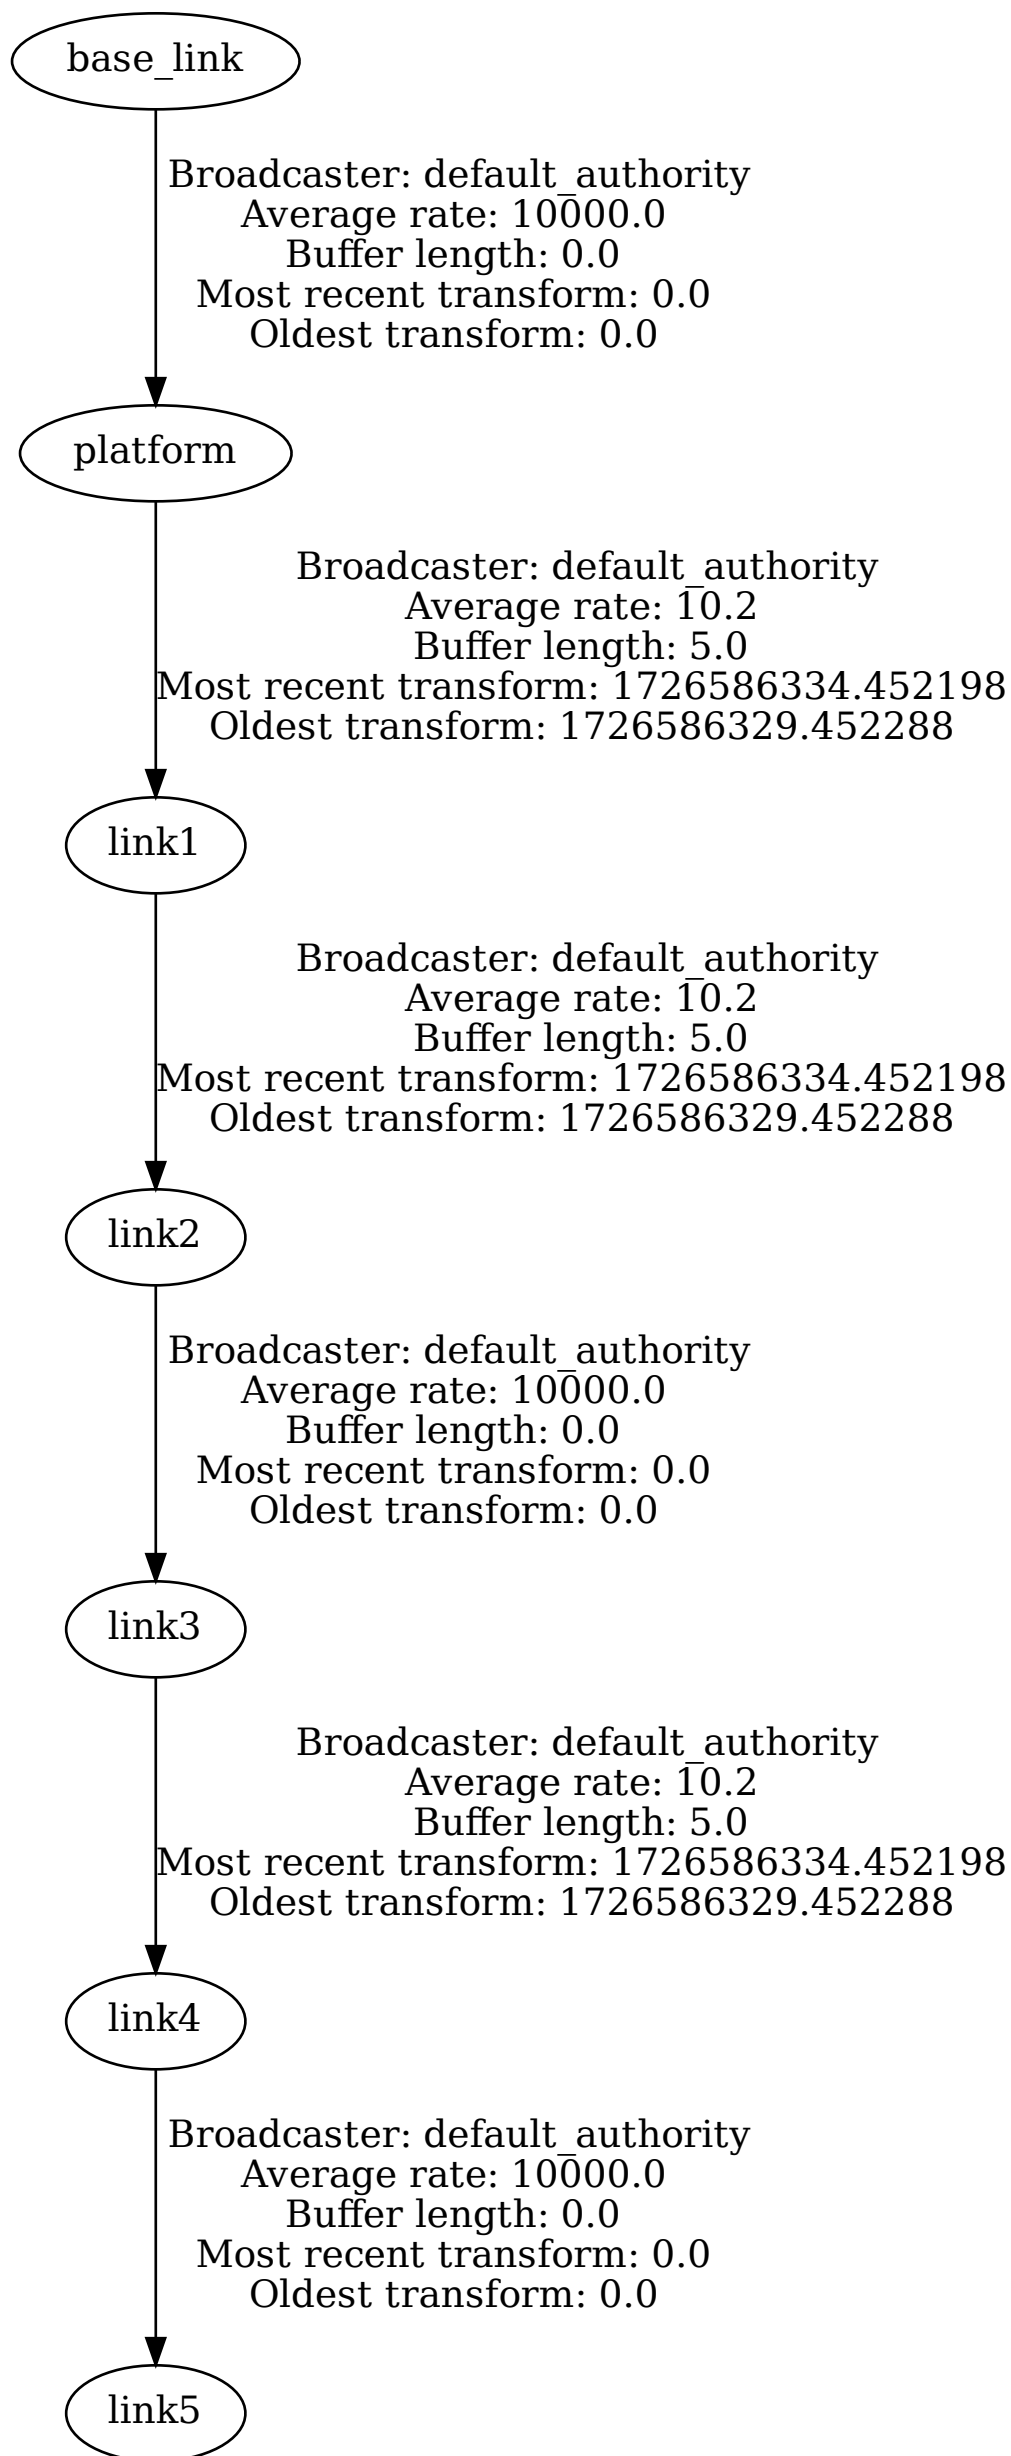 base_link
Broadcaster: default_authority
Average rate: 10000.0
Buffer length: 0.0
Most recent transform: 0.0
Oldest transform: 0.0
platform
Broadcaster: default_authority
Average rate: 10.2
Buffer length: 5.0
Most recent transform: 1726586334.452198
Oldest transform: 1726586329.452288
link1
Broadcaster: default_authority
Average rate: 10.2
Buffer length: 5.0
Most recent transform: 1726586334.452198
Oldest transform: 1726586329.452288
link2
Broadcaster: default_authority
Average rate: 10000.0
Buffer length: 0.0
Most recent transform: 0.0
Oldest transform: 0.0
link3
Broadcaster: default_authority
Average rate: 10.2
Buffer length: 5.0
Most recent transform: 1726586334.452198
Oldest transform: 1726586329.452288
link4
Broadcaster: default_authority
Average rate: 10000.0
Buffer length: 0.0
Most recent transform: 0.0
Oldest transform: 0.0
link5